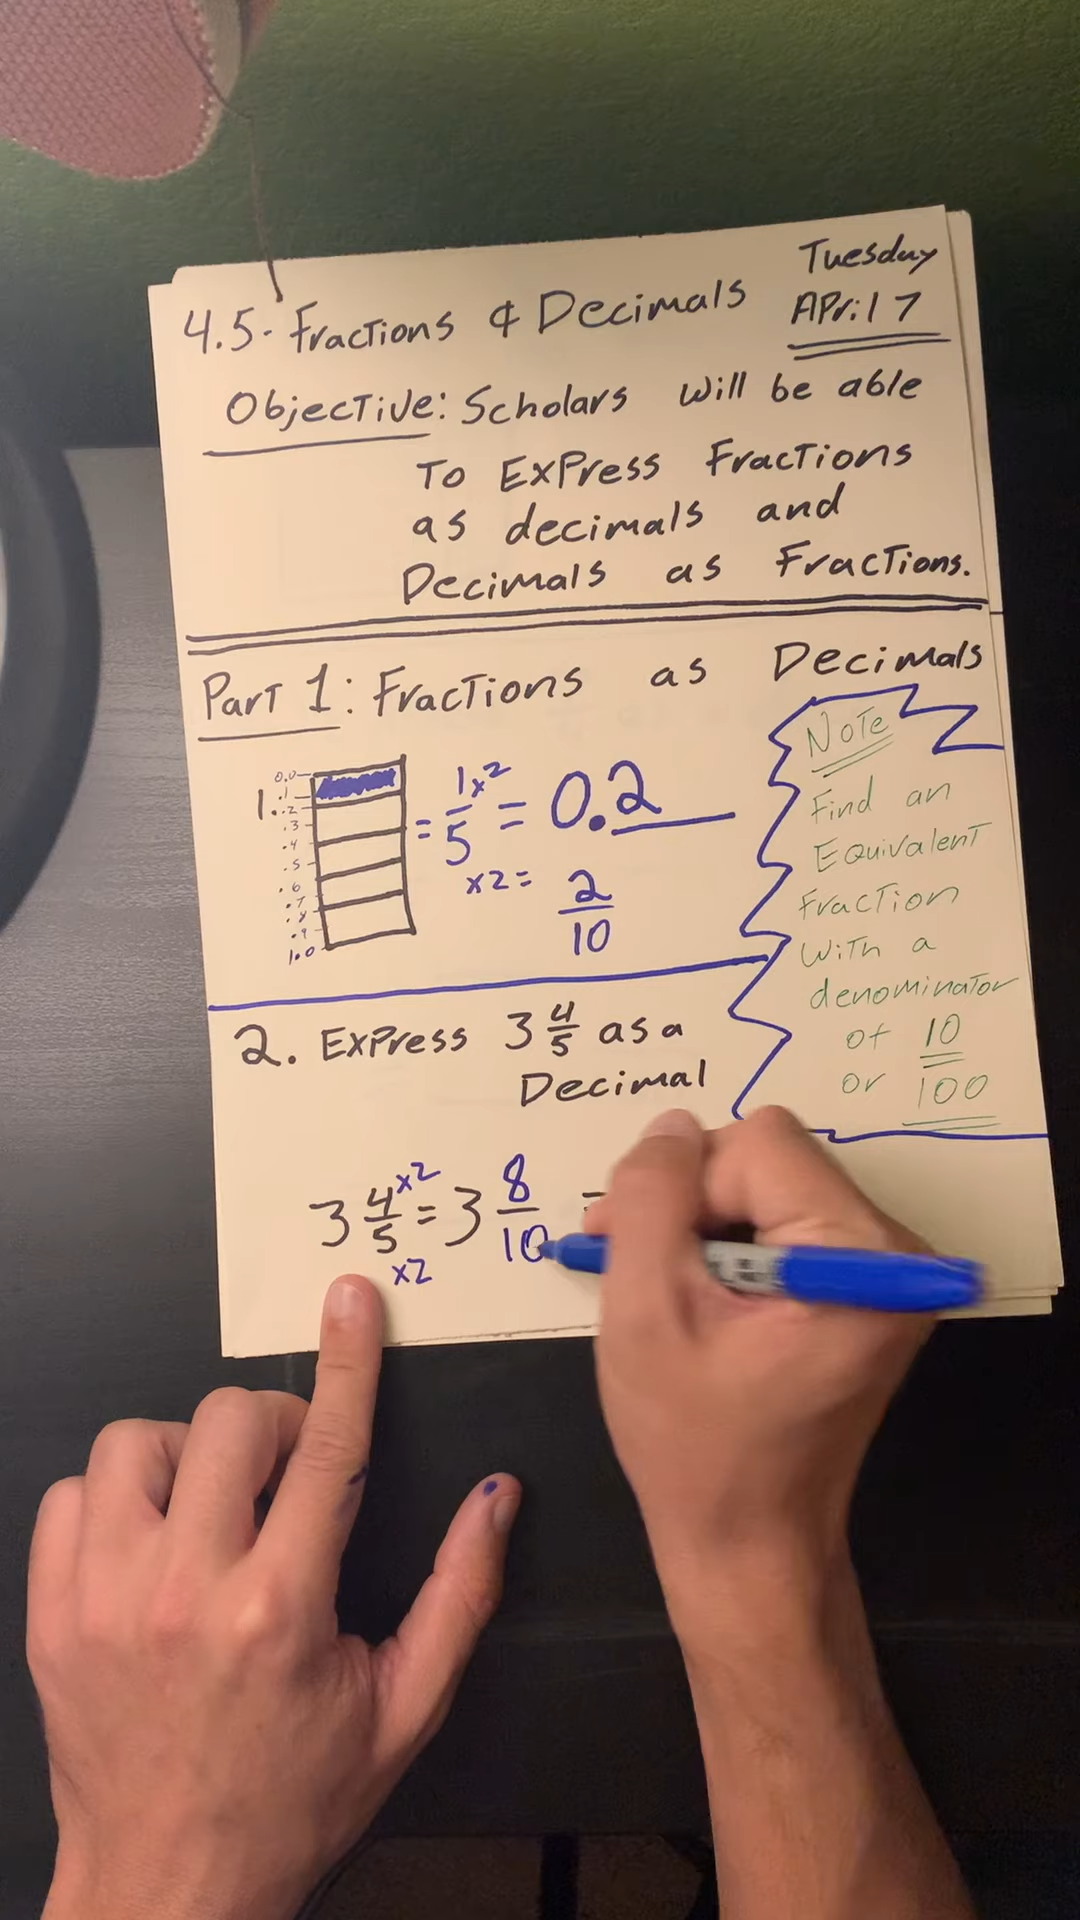 4.5. Fractions & Decimals
Tuesday
April 7
Objective: Scholars will be able
To Express Fractions
as decimals and
Decimals as Fractions.
Part 1: Fractions as Decimals
1.
0.0
.1
.2
.3
.4
.5
.6
.7
.8
.9
1.0
= 1/5 x2 x2 = 0.2
= 2/10
Note
Find an
Equivalent
Fraction
with a
denominator
of 10
or 100
2. Express 3 4/5 as a
Decimal
3 4/5 x2 x2 = 3 8/10 =